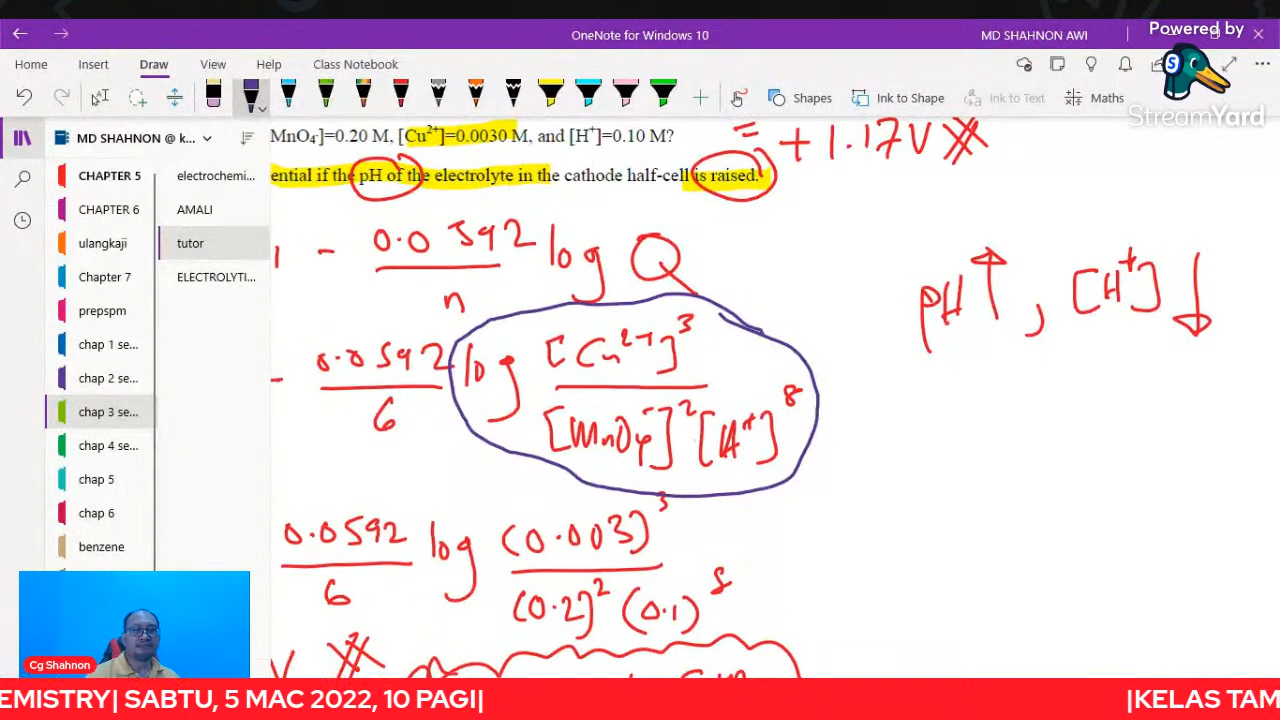 OneNote for Windows 10
MD SHAHNON AWI
Powered by
StreamYard
Home Insert Draw View Help Class Notebook
Shapes Ink to Shape Ink to Text Maths
MD SHAHNON @ k...
CHAPTER 5
CHAPTER 6
ulangkaji
Chapter 7
prepspm
chap 1 se...
chap 2 se...
chap 3 se...
chap 4 se...
chap 5
chap 6
benzene
electrochemi...
AMALI
tutor
ELECTROLYTI...
MnO4⁻]=0.20 M, [Cu²⁺]=0.0030 M, and [H⁺]=0.10 M?
= +1.17V
ential if the pH of the electrolyte in the cathode half-cell is raised.
- 0.0592/n log Q
pH↑, [H⁺]↓
- 0.0592/6 log [Cu²⁺]³/[MnO4⁻]²[H⁺]⁸
0.0592/6 log (0.003)³/(0.2)²(0.1)⁸
V
Cg Shahnon
EMISTRY| SABTU, 5 MAC 2022, 10 PAGI| |KELAS TAM